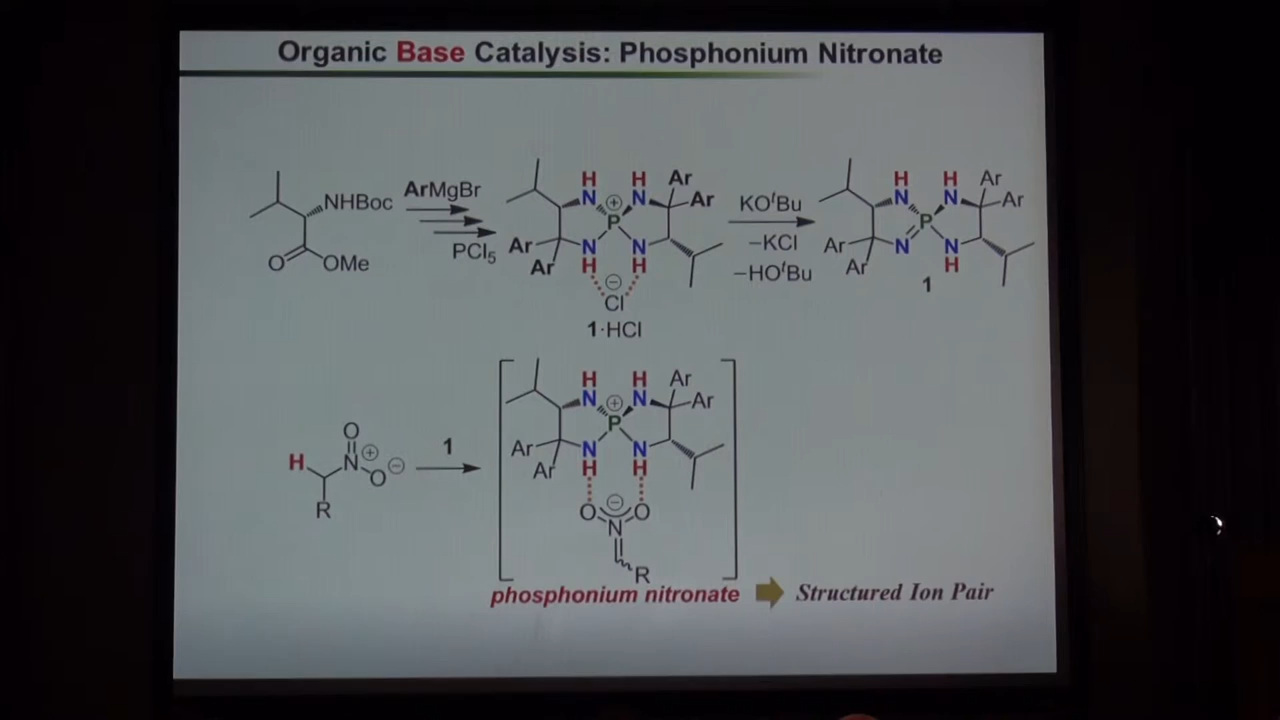 Organic Base Catalysis: Phosphonium Nitronate
NHBoc
O
OMe
ArMgBr
PCl5
H H Ar
N ⊕ N Ar
P
Ar N N
Ar H H
⊖
Cl
1·HCl
KOᵗBu
–KCl
–HOᵗBu
H H Ar
N N Ar
P
Ar N N
Ar H
1
O
H N ⊕ O ⊖
R
1
H H Ar
N ⊕ N Ar
P
Ar N N
Ar H H
O ⊖ O
N
R
phosphonium nitronate
Structured Ion Pair